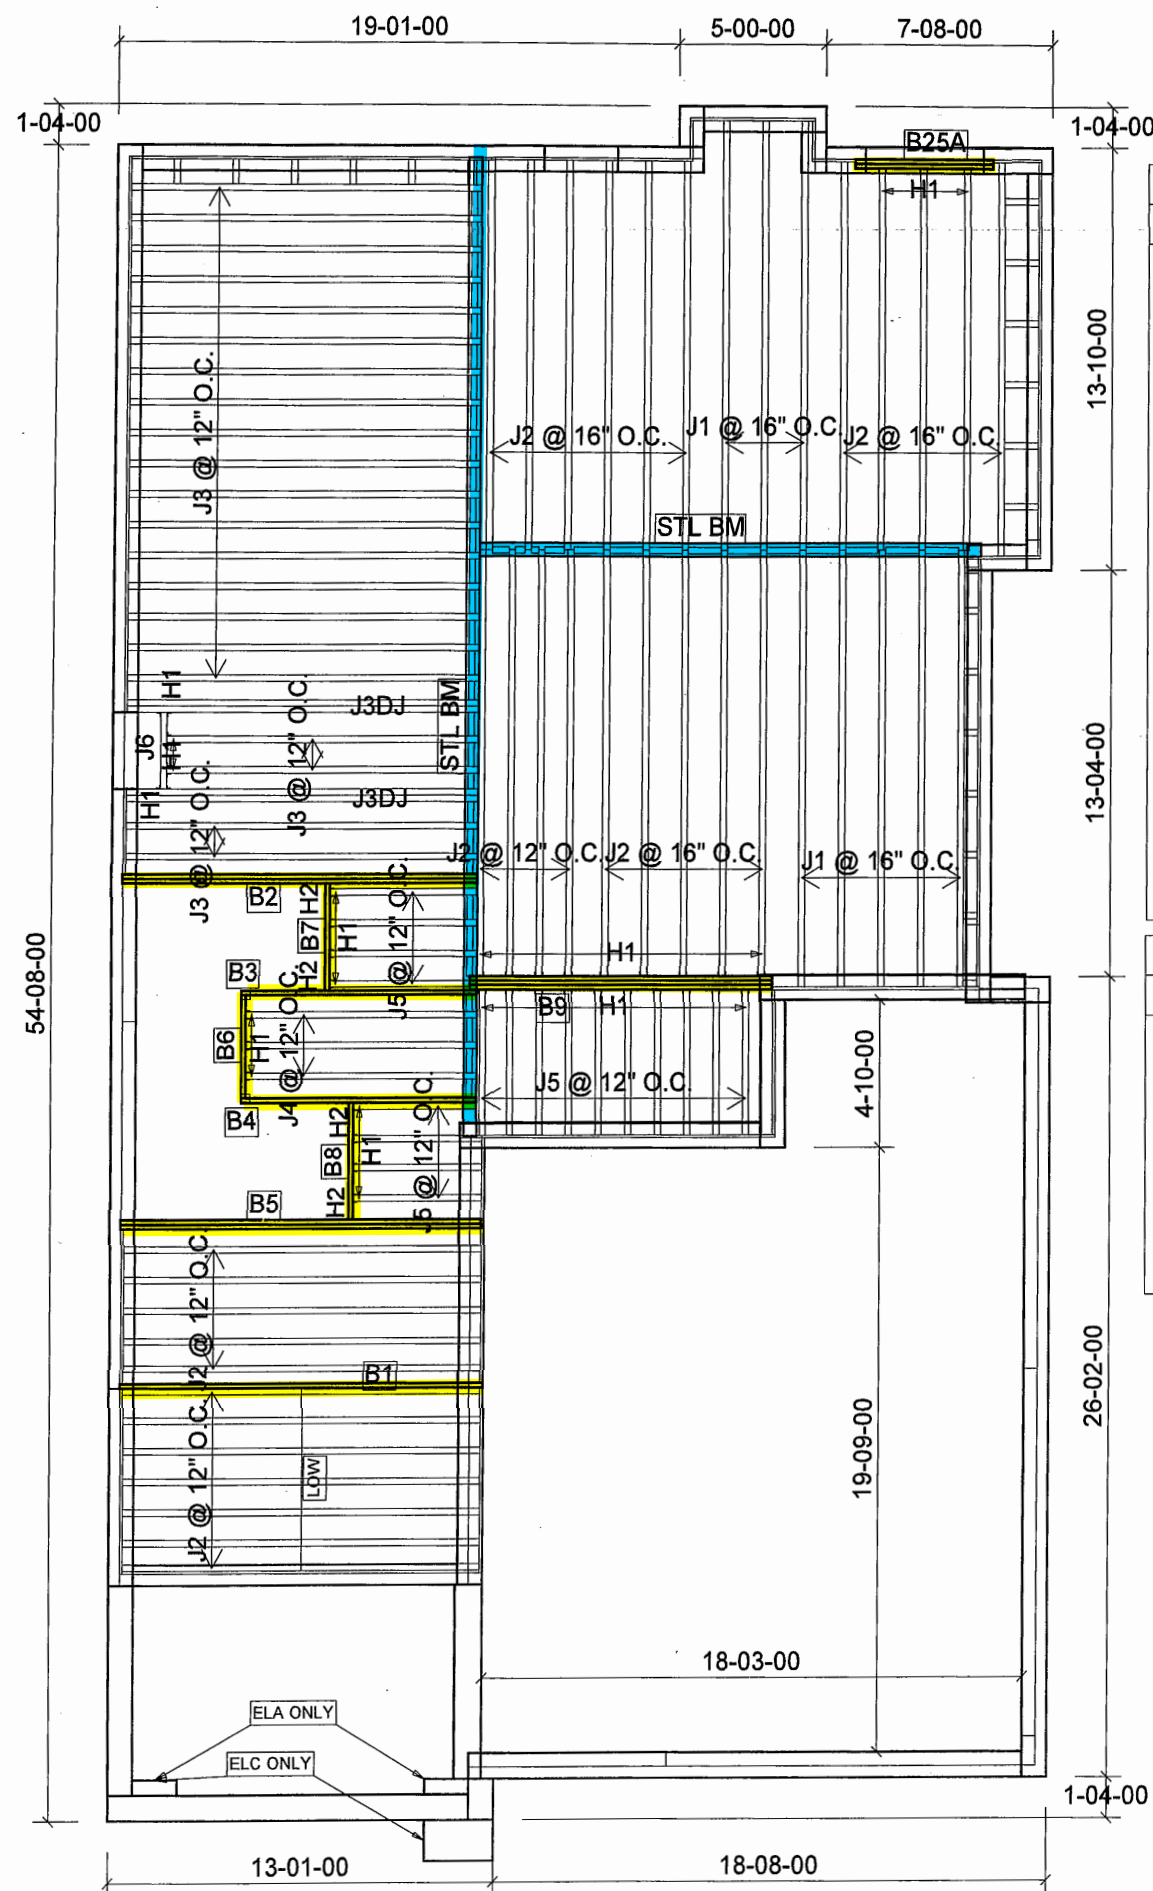 19-01-00
5-00-00
7-08-00
1-04-00
1-04-00
B25A
H1
13-10-00
J3 @ 12" O.C.
J2 @ 16" O.C.
J1 @ 16" O.C.
J2 @ 16" O.C.
STL BM
H1
J3DJ
STL BM
J6
H1
J3 @ 12" O.C.
H1
J3DJ
J3 @ 12" O.C.
13-04-00
J2 @ 12" O.C.
J2 @ 16" O.C.
J1 @ 16" O.C.
B2
H2
B7
H1
H2
J5 @ 12" O.C.
H1
54-08-00
B3
B6
H1
J4 @ 12" O.C.
B9
H1
J5 @ 12" O.C.
4-10-00
B4
H2
B8
H1
H2
J5 @ 12" O.C.
B5
J2 @ 12" O.C.
B1
26-02-00
19-09-00
J2 @ 12" O.C.
LOW
18-03-00
ELA ONLY
ELC ONLY
1-04-00
13-01-00
18-08-00